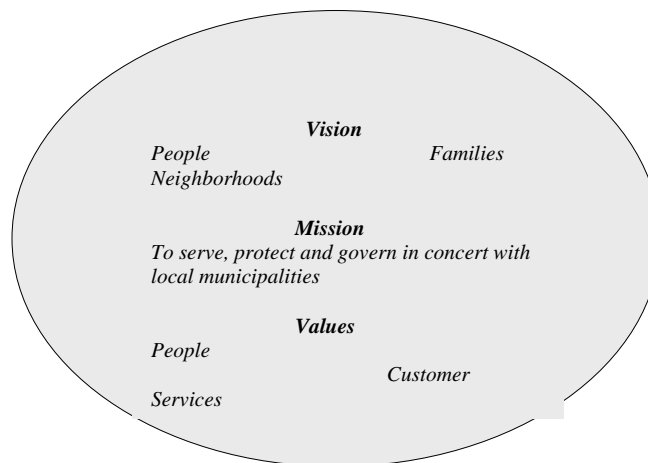 Vision
People Families
Neighborhoods
Mission
To serve, protect and govern in concert with
local municipalities
Values
People
Customer
Services